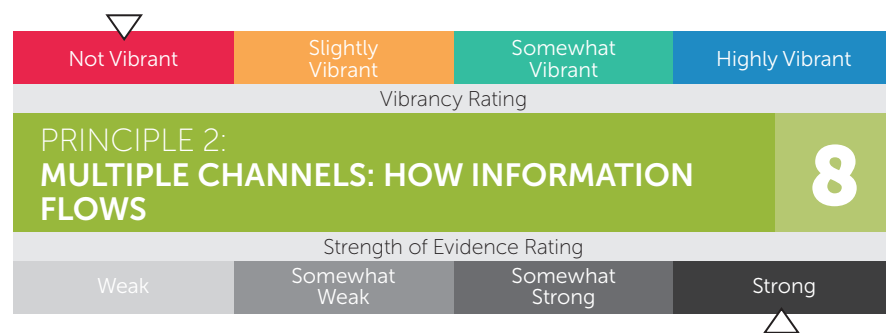 Not Vibrant
Slightly
Vibrant
Somewhat
Vibrant
Highly Vibrant
Vibrancy Rating
PRINCIPLE 2:
MULTIPLE CHANNELS: HOW INFORMATION
FLOWS
8
Strength of Evidence Rating
Weak
Somewhat
Weak
Somewhat
Strong
Strong